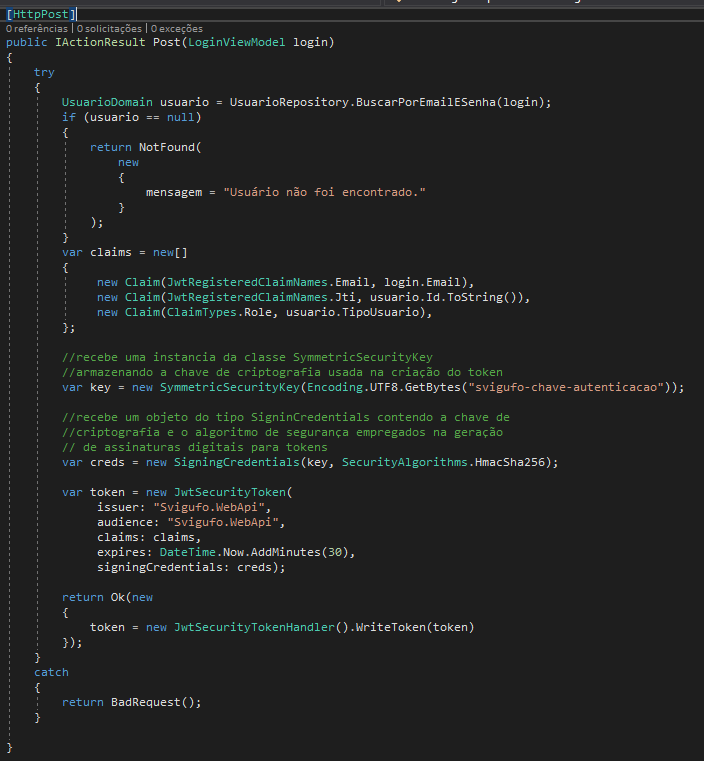 [HttpPost]
0 referências | 0 solicitações | 0 exceções
public IActionResult Post(LoginViewModel login)
{
try
{
UsuarioDomain usuario = UsuarioRepository.BuscarPorEmailESenha(login);
if (usuario == null)
{
return NotFound(
new
{
mensagem = "Usuário não foi encontrado."
}
);
}
var claims = new[]
{
new Claim(JwtRegisteredClaimNames.Email, login.Email),
new Claim(JwtRegisteredClaimNames.Jti, usuario.Id.ToString()),
new Claim(ClaimTypes.Role, usuario.TipoUsuario),
};
//recebe uma instancia da classe SymmetricSecurityKey
//armazenando a chave de criptografia usada na criação do token
var key = new SymmetricSecurityKey(Encoding.UTF8.GetBytes("svigufo-chave-autenticacao"));
//recebe um objeto do tipo SigninCredentials contendo a chave de
//criptografia e o algoritmo de segurança empregados na geração
// de assinaturas digitais para tokens
var creds = new SigningCredentials(key, SecurityAlgorithms.HmacSha256);
var token = new JwtSecurityToken(
issuer: "Svigufo.WebApi",
audience: "Svigufo.WebApi",
claims: claims,
expires: DateTime.Now.AddMinutes(30),
signingCredentials: creds);
return Ok(new
{
token = new JwtSecurityTokenHandler().WriteToken(token)
});
}
catch
{
return BadRequest();
}
}